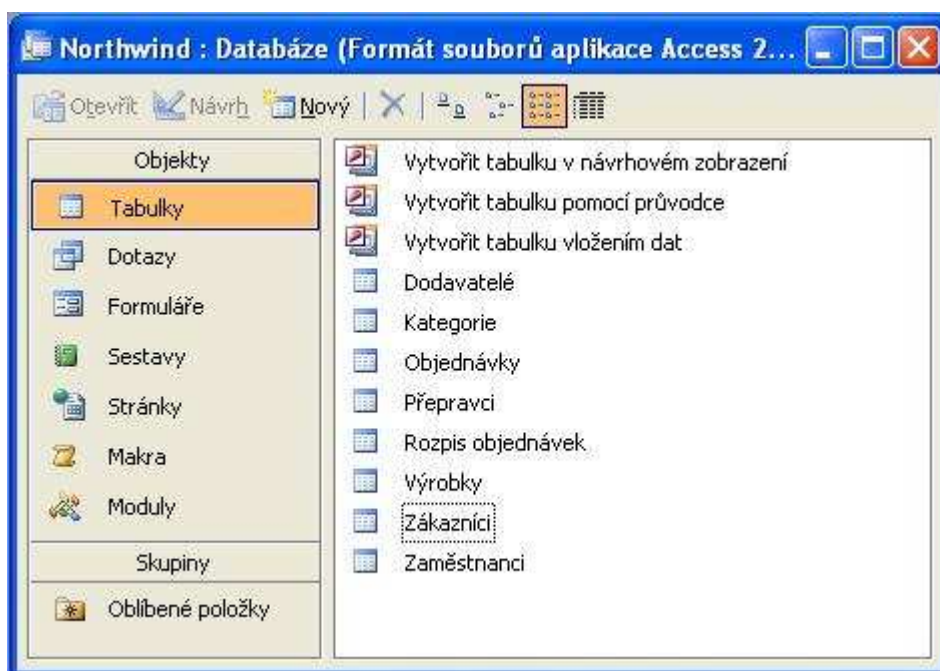 Northwind : Databáze (Formát souborů aplikace Access 2...
Otevřít Návrh Nový
Objekty
Tabulky
Dotazy
Formuláře
Sestavy
Stránky
Makra
Moduly
Skupiny
Oblíbené položky
Vytvořit tabulku v návrhovém zobrazení
Vytvořit tabulku pomocí průvodce
Vytvořit tabulku vložením dat
Dodavatelé
Kategorie
Objednávky
Přepravci
Rozpis objednávek
Výrobky
Zákazníci
Zaměstnanci